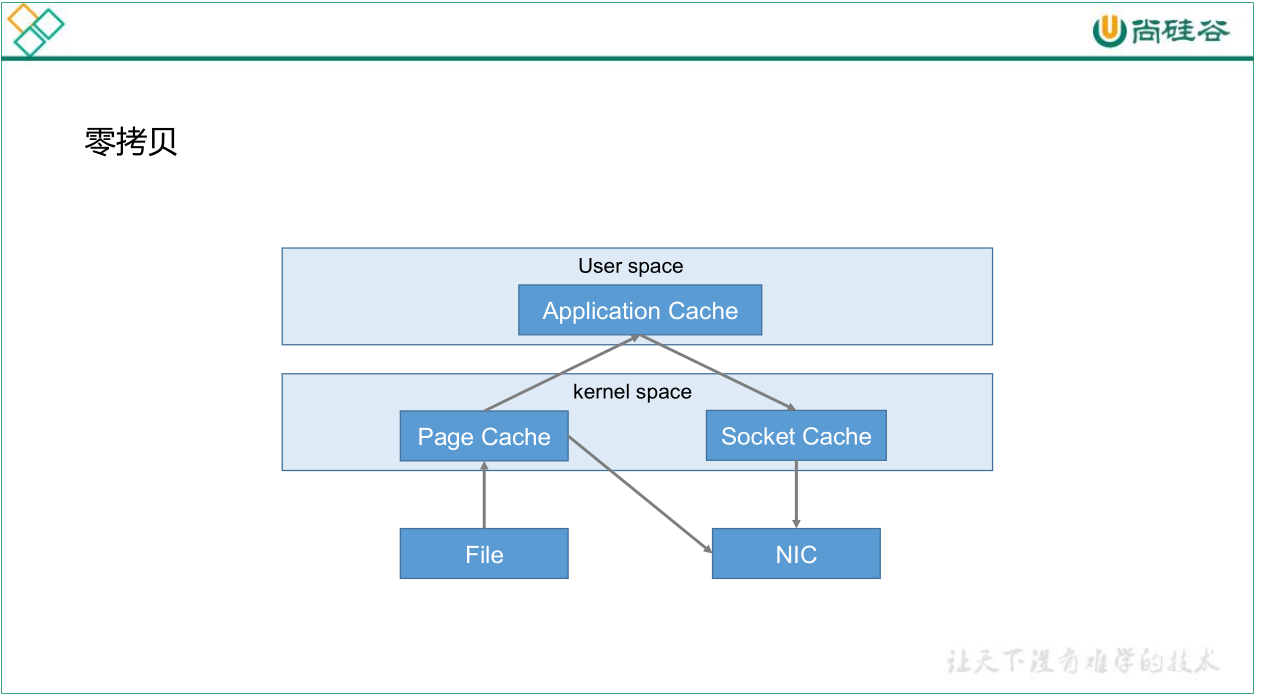 尚硅谷
零拷贝
User space
Application Cache
kernel space
Page Cache
Socket Cache
File
NIC
让天下没有难学的技术